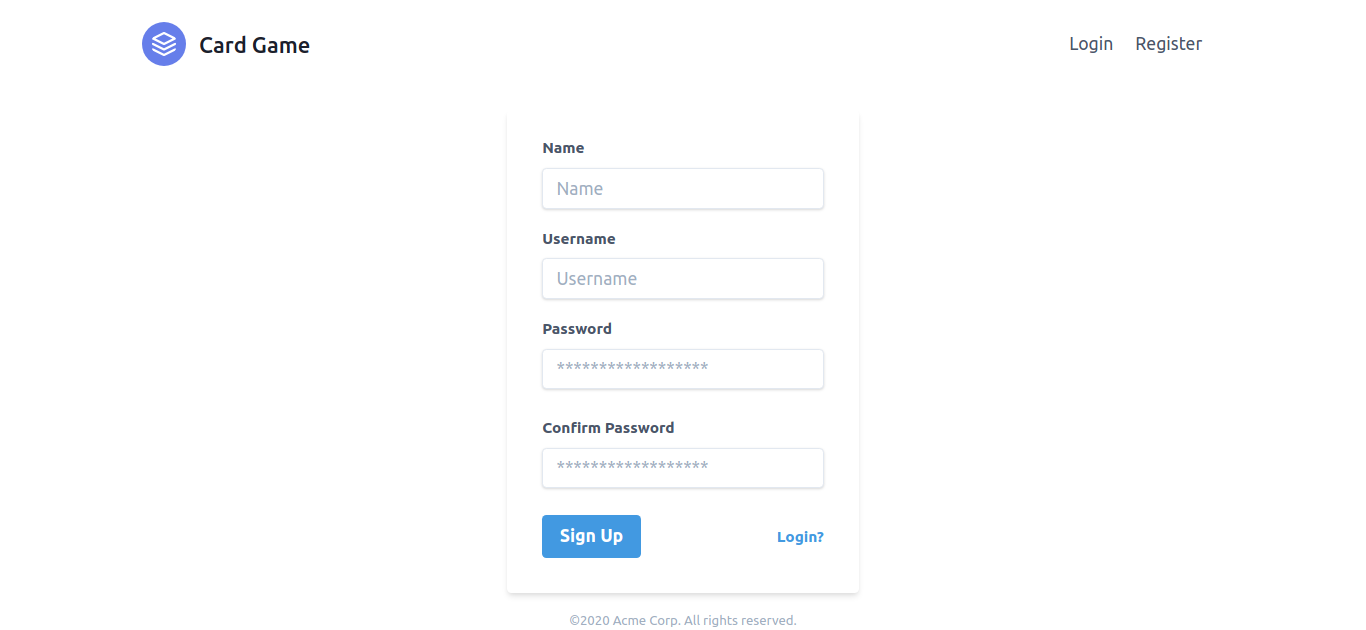 Card Game
Login Register
Name
Name
Username
Username
Password
******************
Confirm Password
******************
Sign Up Login?
©2020 Acme Corp. All rights reserved.